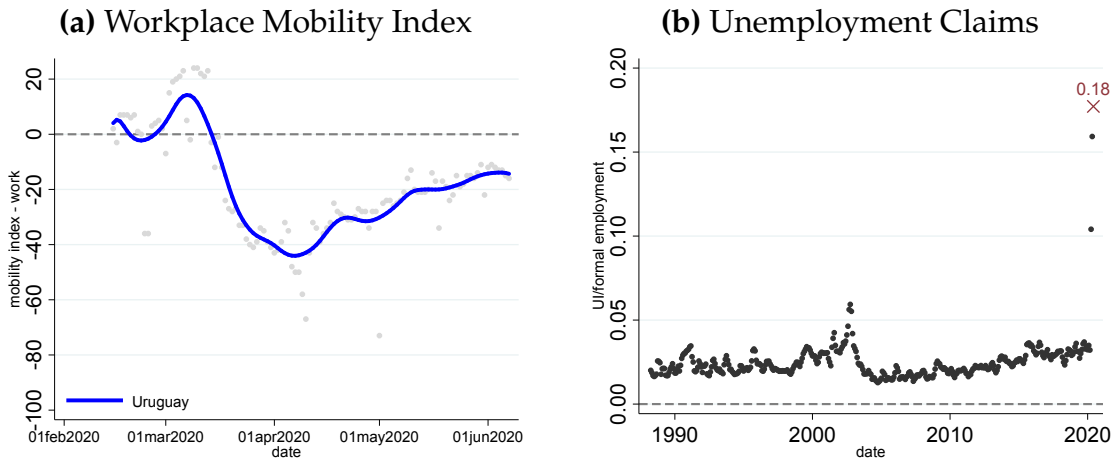 (a) Workplace Mobility Index
mobility index - work
20
0
-20
-40
-60
-80
-100
Uruguay
01feb2020 01mar2020 01apr2020 01may2020 01jun2020
date
(b) Unemployment Claims
UI/formal employment
0.20
0.15
0.10
0.05
0.00
0.18
1990 2000 2010 2020
date